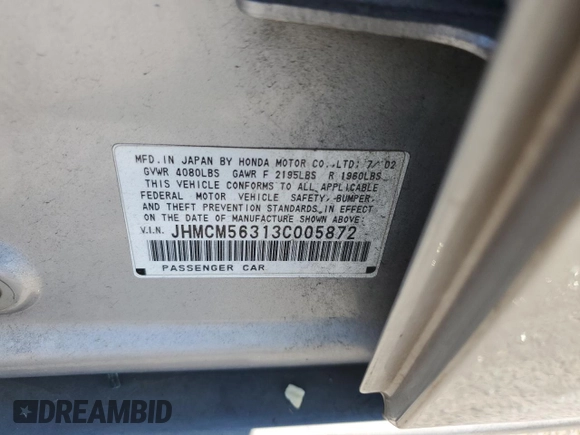 MFD.IN JAPAN BY HONDA MOTOR CO.,LTD: 7/ 02
GVWR 4080LBS GAWR F 2195LBS R 1960LBS
THIS VEHICLE CONFORMS TO ALL APPLICABLE
FEDERAL MOTOR VEHICLE SAFETY, BUMPER,
AND THEFT PREVENTION STANDARDS IN EFFECT
ON THE DATE OF MANUFACTURE SHOWN ABOVE.
V.I.N. JHMCM56313C005872
PASSENGER CAR
DREAMBID